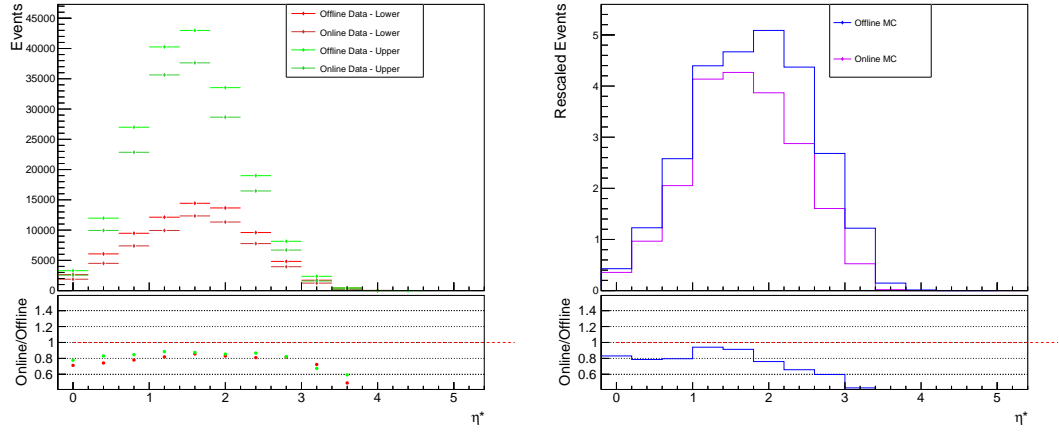 Events
45000
40000
35000
30000
25000
20000
15000
10000
5000
0
Offline Data - Lower
Online Data - Lower
Offline Data - Upper
Online Data - Upper
Online/Offline
1.4
1.2
1
0.8
0.6
0 1 2 3 4 5
η*
Rescaled Events
5
4
3
2
1
0
Offline MC
Online MC
Online/Offline
1.4
1.2
1
0.8
0.6
0 1 2 3 4 5
η*